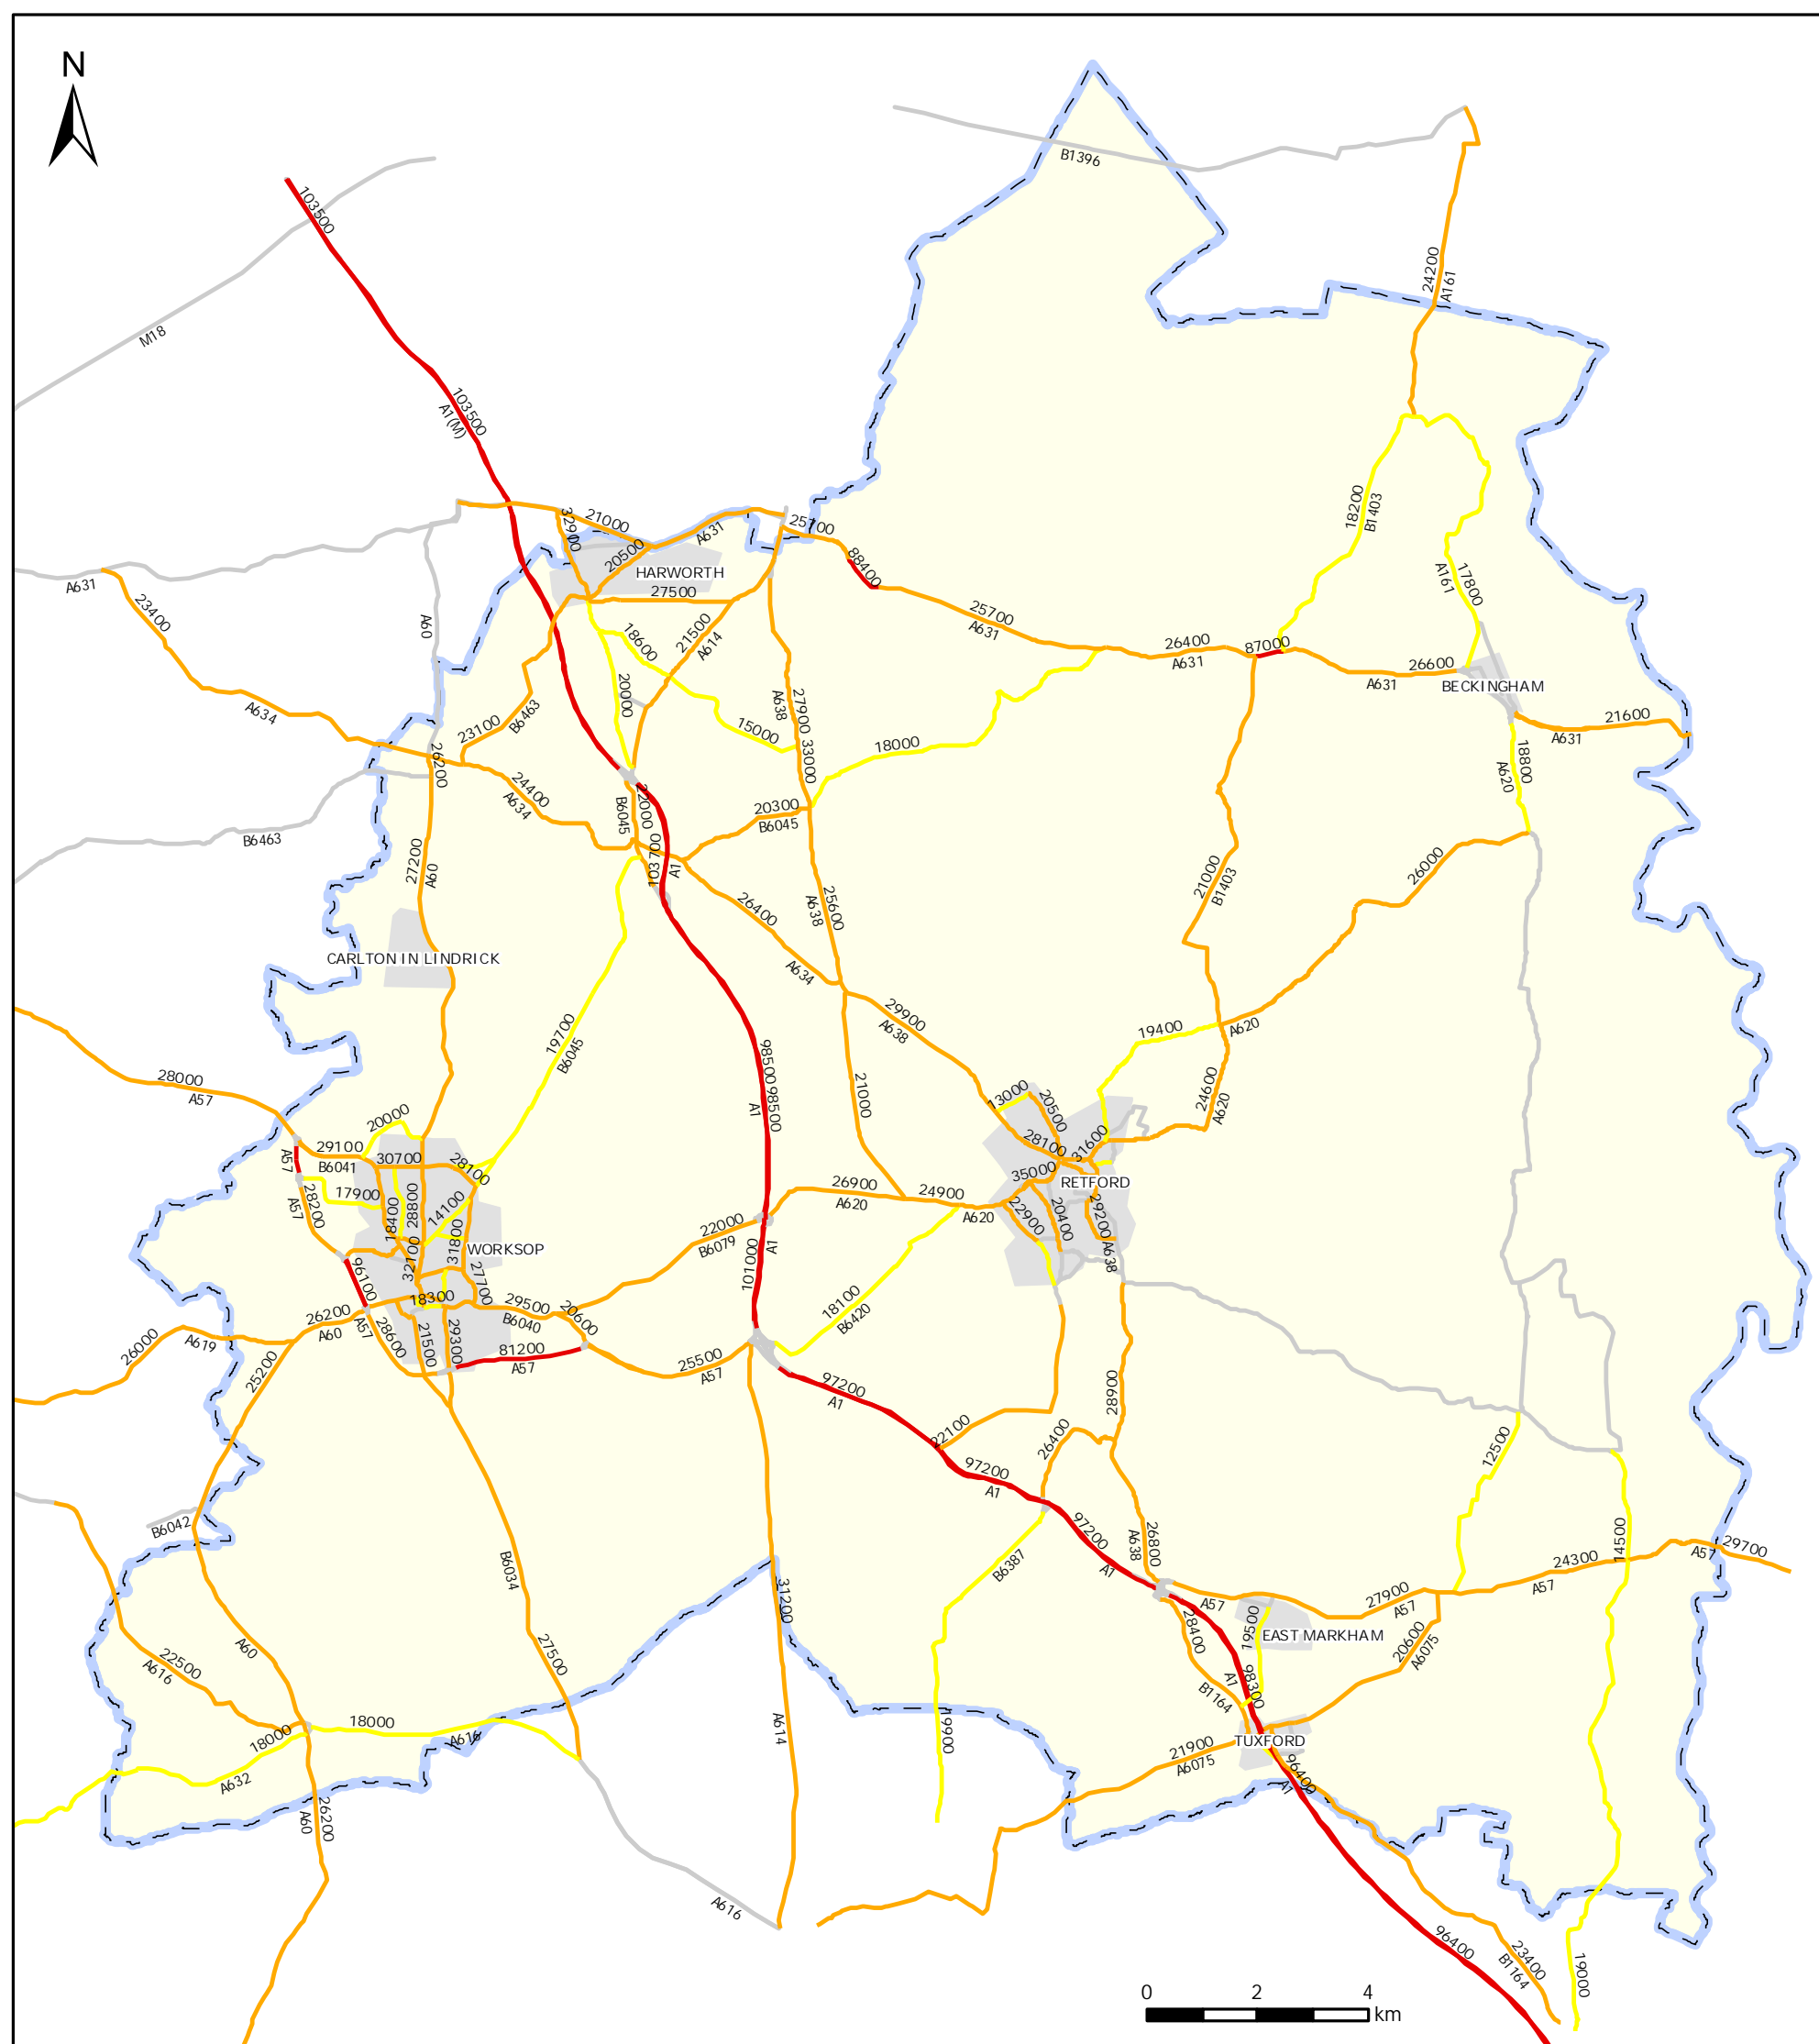 N
B1396
103500
M18
24200
A161
103500
A1(M)
32900
21000
A631
25700
20500
HARWORTH
88400
18200
B1403
A631
23400
A60
27500
25700
A631
17800
A161
18600
21500
A614
26400
A631
87000
26600
A631
BECKINGHAM
A634
20000
A638
27900
23100
B6463
15000
18000
21600
A631
26200
33000
18800
A620
24400
A634
B6045
22000
20300
B6045
B6463
27200
A60
103700
A1
21000
B1403
26000
26400
25600
A638
CARLTON IN LINDRICK
A634
29900
A638
19700
B6045
19400
A620
98500
98500
A1
28000
A57
21000
24600
A620
13000
20500
20000
29100
B6041
30700
28100
28100
31600
A57
35000
RETFORD
17900
28200
A57
18400
28800
14100
26900
A620
24900
A620
22900
20400
29200
A638
22000
B6079
A1
WORKSOP
31800
32100
101000
96100
27700
18300
29500
B6040
20600
18100
B6420
26200
A60
A57
28600
21500
29300
81200
A57
25500
A57
26000
A619
25200
97200
A1
28900
22100
26400
97200
A1
12500
B6042
97200
A1
26800
A638
14500
B6034
B6387
24300
A57
A57
29700
31200
A57
27900
A57
28400
19500
EAST MARKHAM
20600
A6075
A60
27500
22500
A616
A1
98300
B1164
18000
18000
A616
A614
19900
TUXFORD
21900
A6075
A632
96400
A1
26200
A60
A616
96400
23400
B1164
19000
0 2 4
km